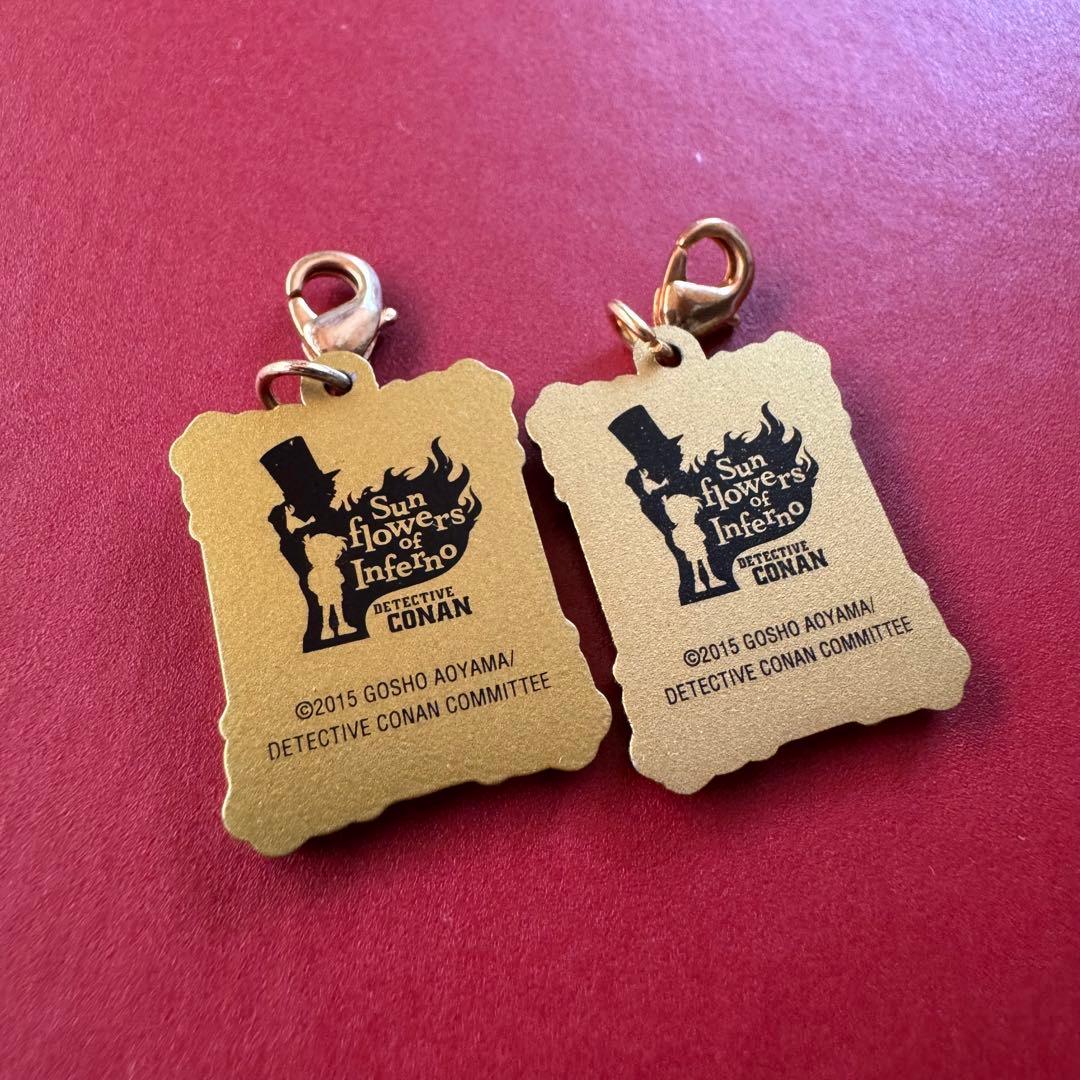 Sun
flowers
of
Inferno
DETECTIVE
CONAN
©2015 GOSHO AOYAMA/
DETECTIVE CONAN COMMITTEE
Sun
flowers
of
Inferno
DETECTIVE
CONAN
©2015 GOSHO AOYAMA/
DETECTIVE CONAN COMMITTEE